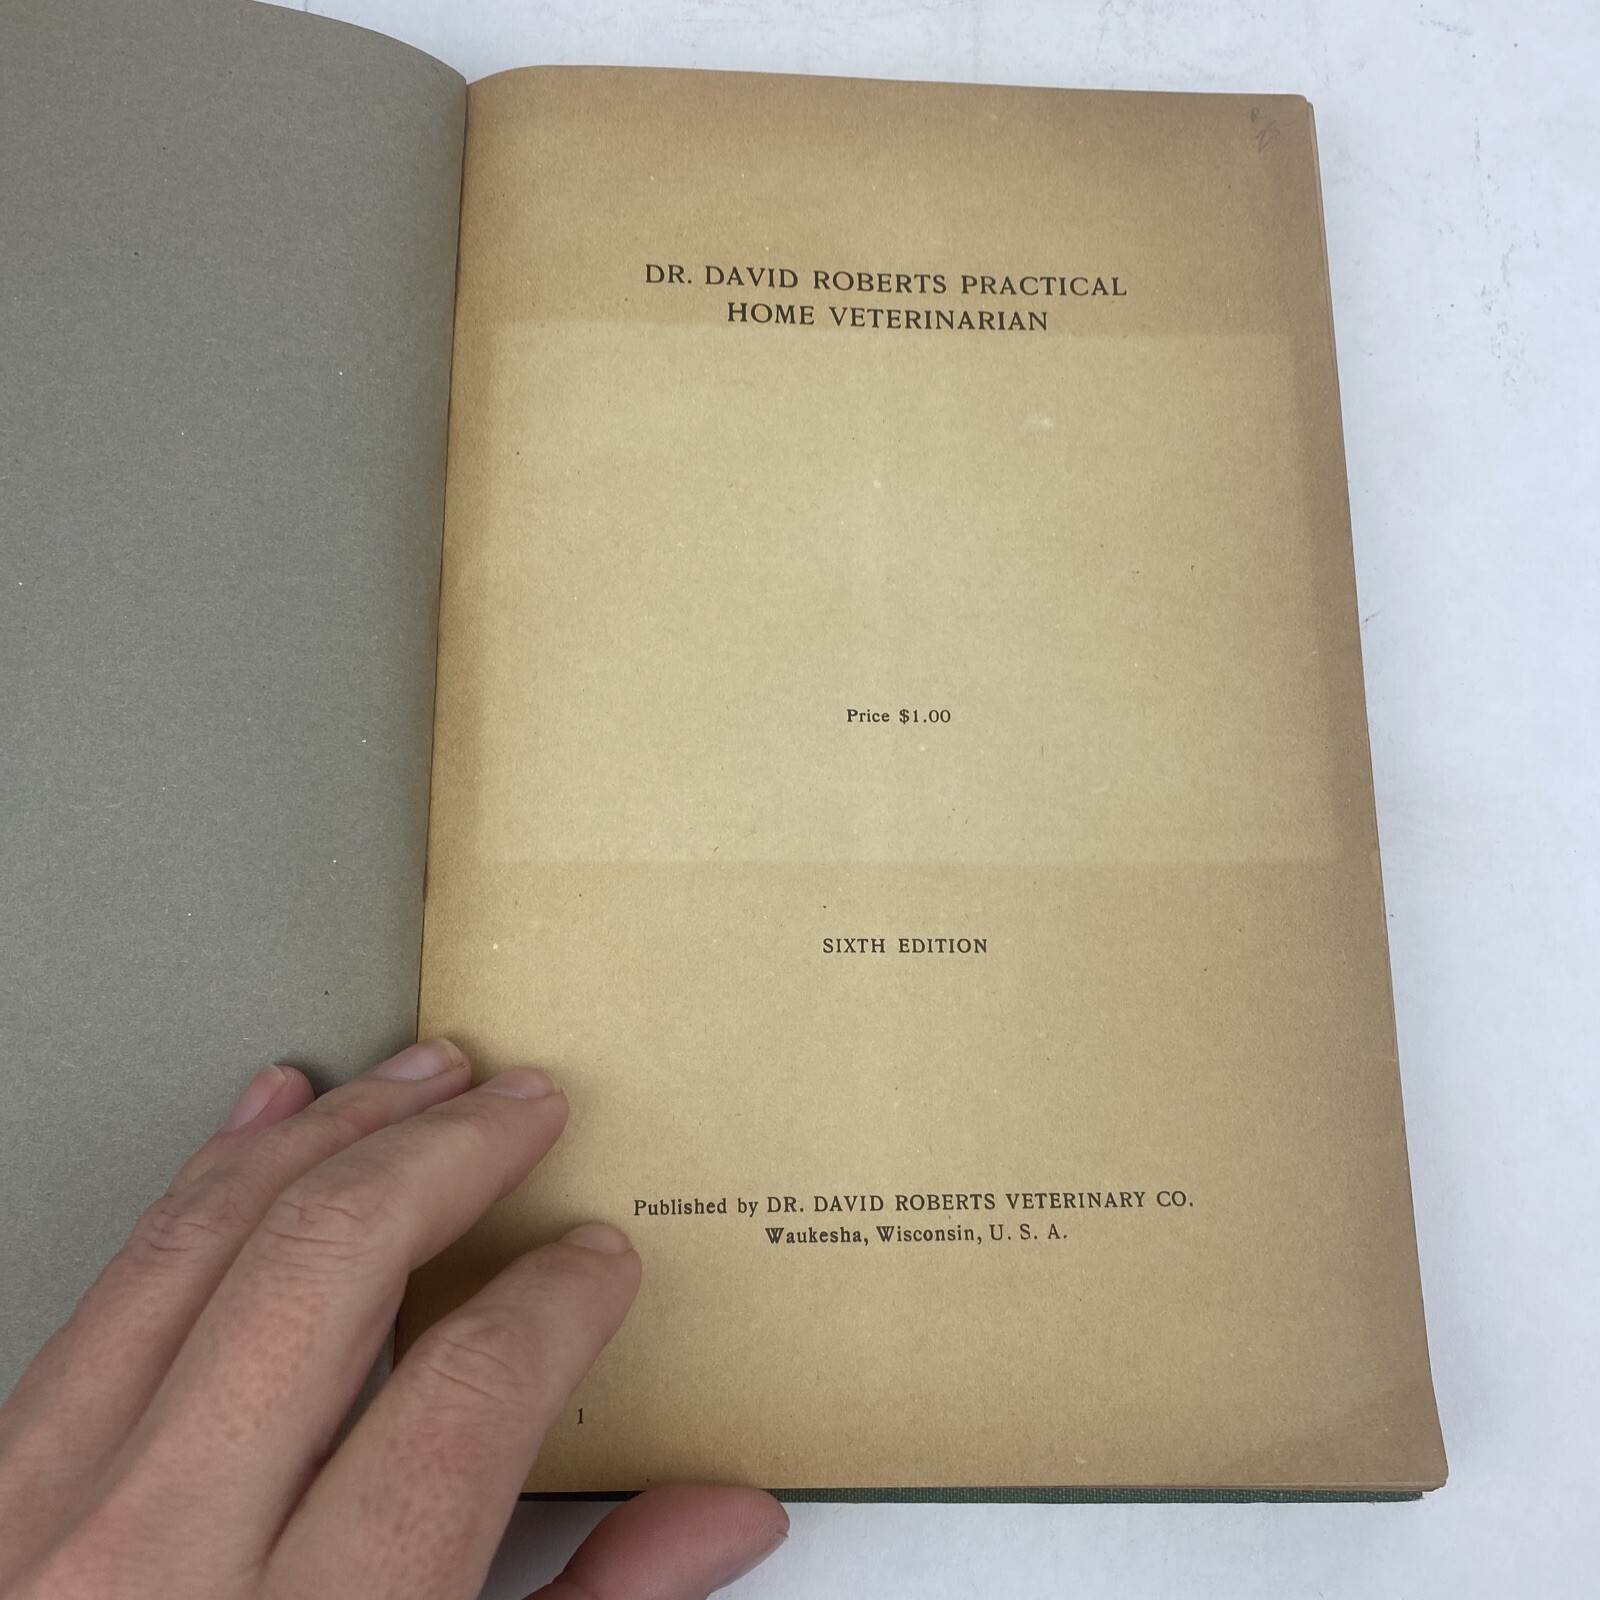 DR. DAVID ROBERTS PRACTICAL
HOME VETERINARIAN
Price $1.00
SIXTH EDITION
Published by DR. DAVID ROBERTS VETERINARY CO.
Waukesha, Wisconsin, U. S. A.
1